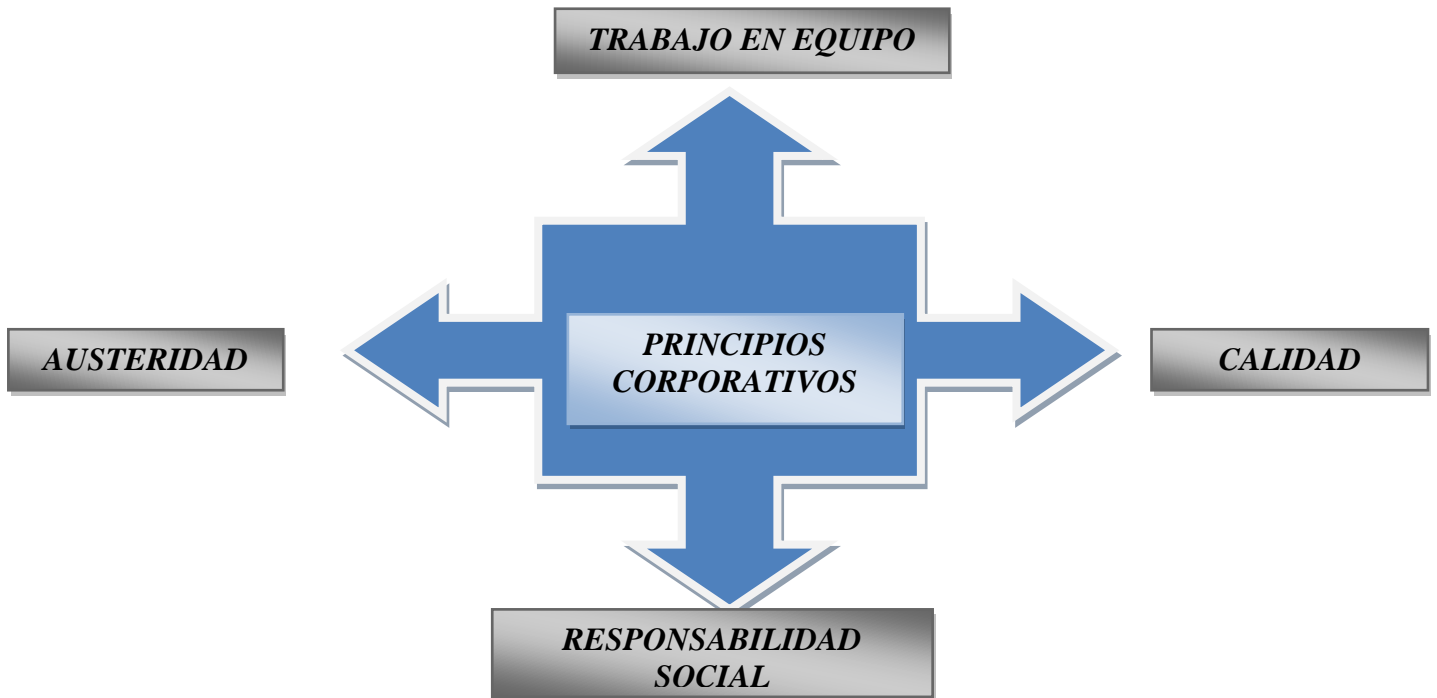 TRABAJO EN EQUIPO
AUSTERIDAD
PRINCIPIOS
CORPORATIVOS
CALIDAD
RESPONSABILIDAD
SOCIAL